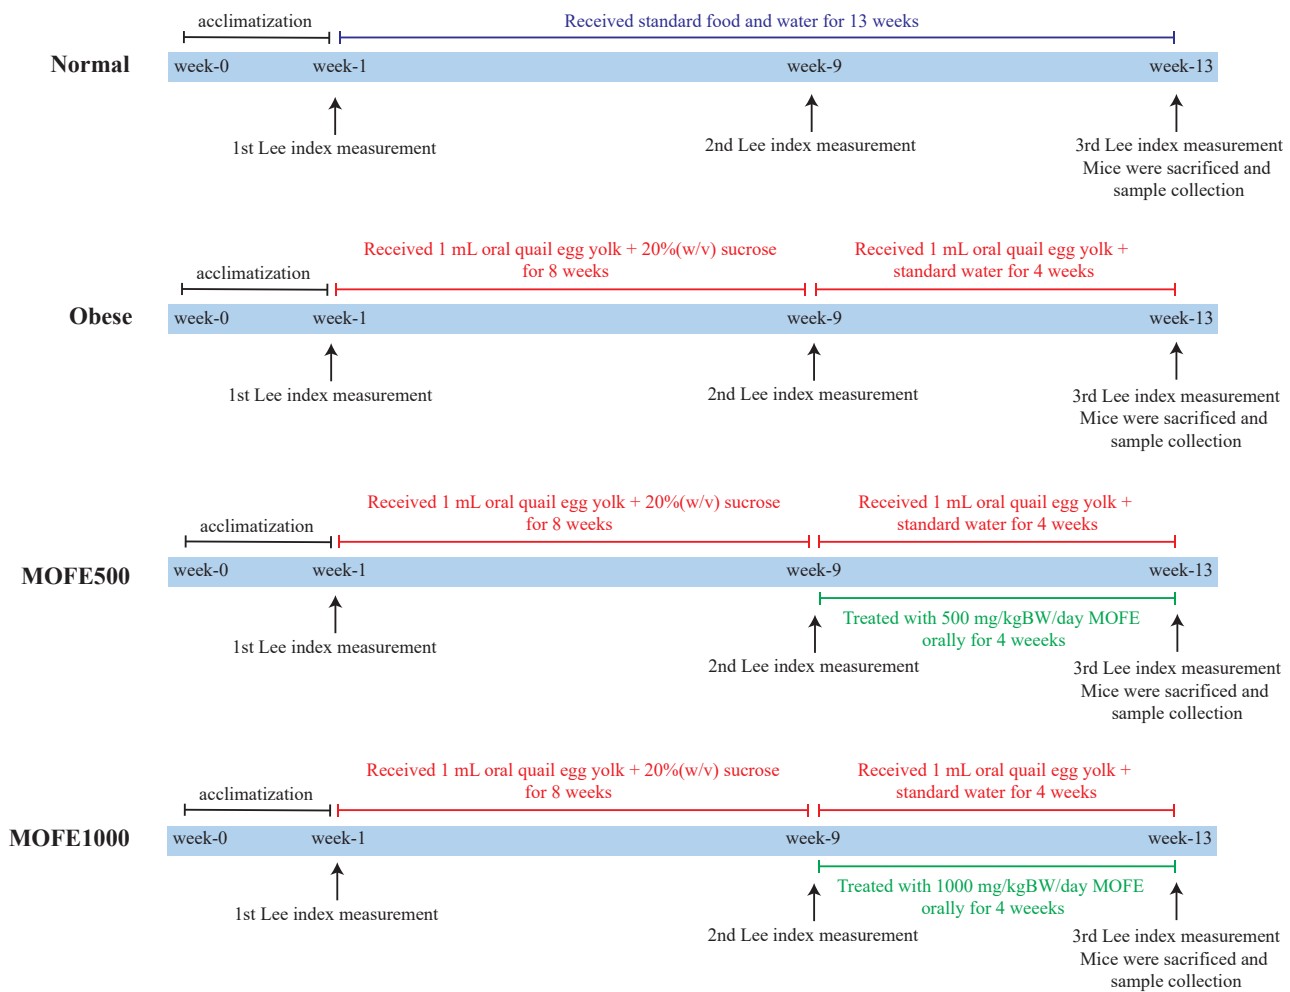 acclimatization
Received standard food and water for 13 weeks
Normal
week-0
week-1
week-9
week-13
1st Lee index measurement
2nd Lee index measurement
3rd Lee index measurement
Mice were sacrificed and
sample collection
Received 1 mL oral quail egg yolk + 20%(w/v) sucrose
for 8 weeks
Received 1 mL oral quail egg yolk +
standard water for 4 weeks
acclimatization
Obese
week-0
week-1
week-9
week-13
1st Lee index measurement
2nd Lee index measurement
3rd Lee index measurement
Mice were sacrificed and
sample collection
Received 1 mL oral quail egg yolk + 20%(w/v) sucrose
for 8 weeks
Received 1 mL oral quail egg yolk +
standard water for 4 weeks
acclimatization
MOFE500
week-0
week-1
week-9
week-13
Treated with 500 mg/kgBW/day MOFE
orally for 4 weeeks
1st Lee index measurement
2nd Lee index measurement
3rd Lee index measurement
Mice were sacrificed and
sample collection
Received 1 mL oral quail egg yolk + 20%(w/v) sucrose
for 8 weeks
Received 1 mL oral quail egg yolk +
standard water for 4 weeks
acclimatization
MOFE1000
week-0
week-1
week-9
week-13
Treated with 1000 mg/kgBW/day MOFE
orally for 4 weeeks
1st Lee index measurement
2nd Lee index measurement
3rd Lee index measurement
Mice were sacrificed and
sample collection